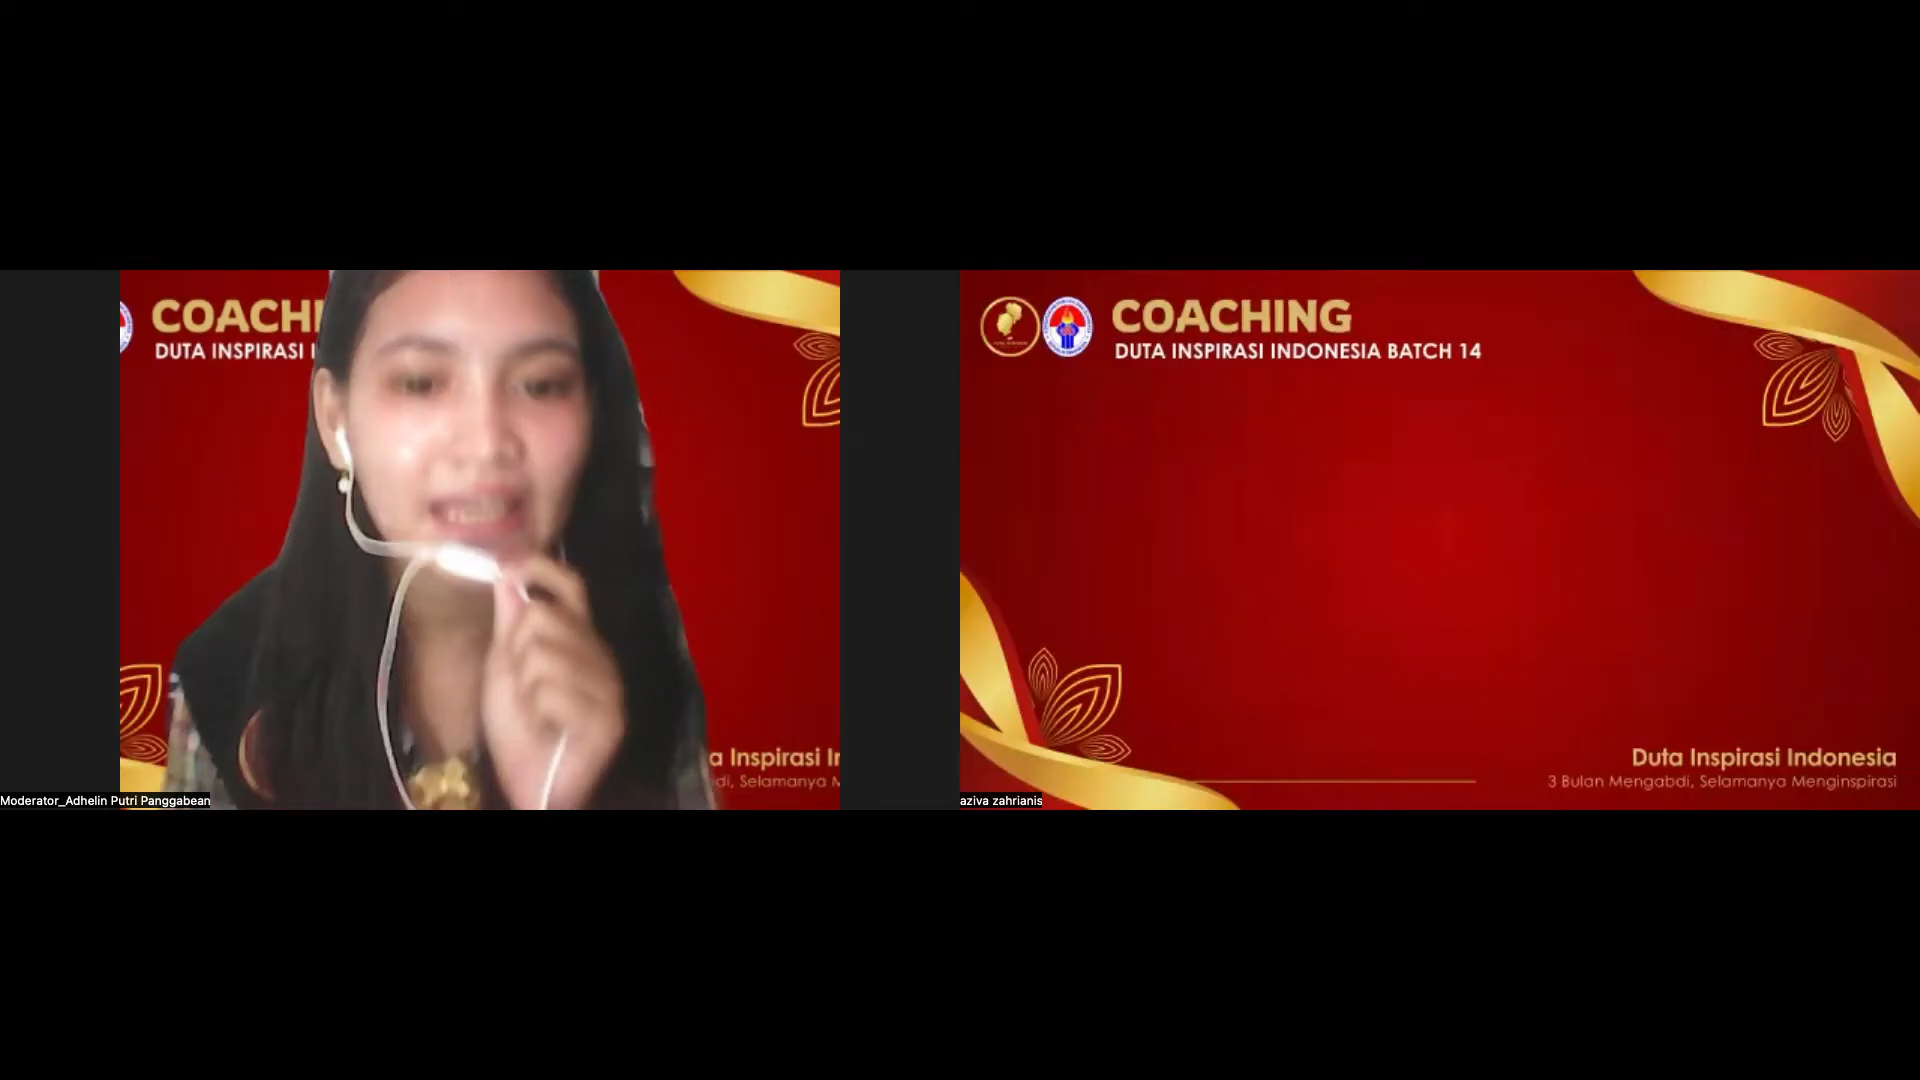 COACHI
DUTA INSPIRASI I
a Inspirasi In
di, Selamanya M
Moderator_Adhelin Putri Panggabean
COACHING
DUTA INSPIRASI INDONESIA BATCH 14
Duta Inspirasi Indonesia
3 Bulan Mengabdi, Selamanya Menginspirasi
aziva zahrianis